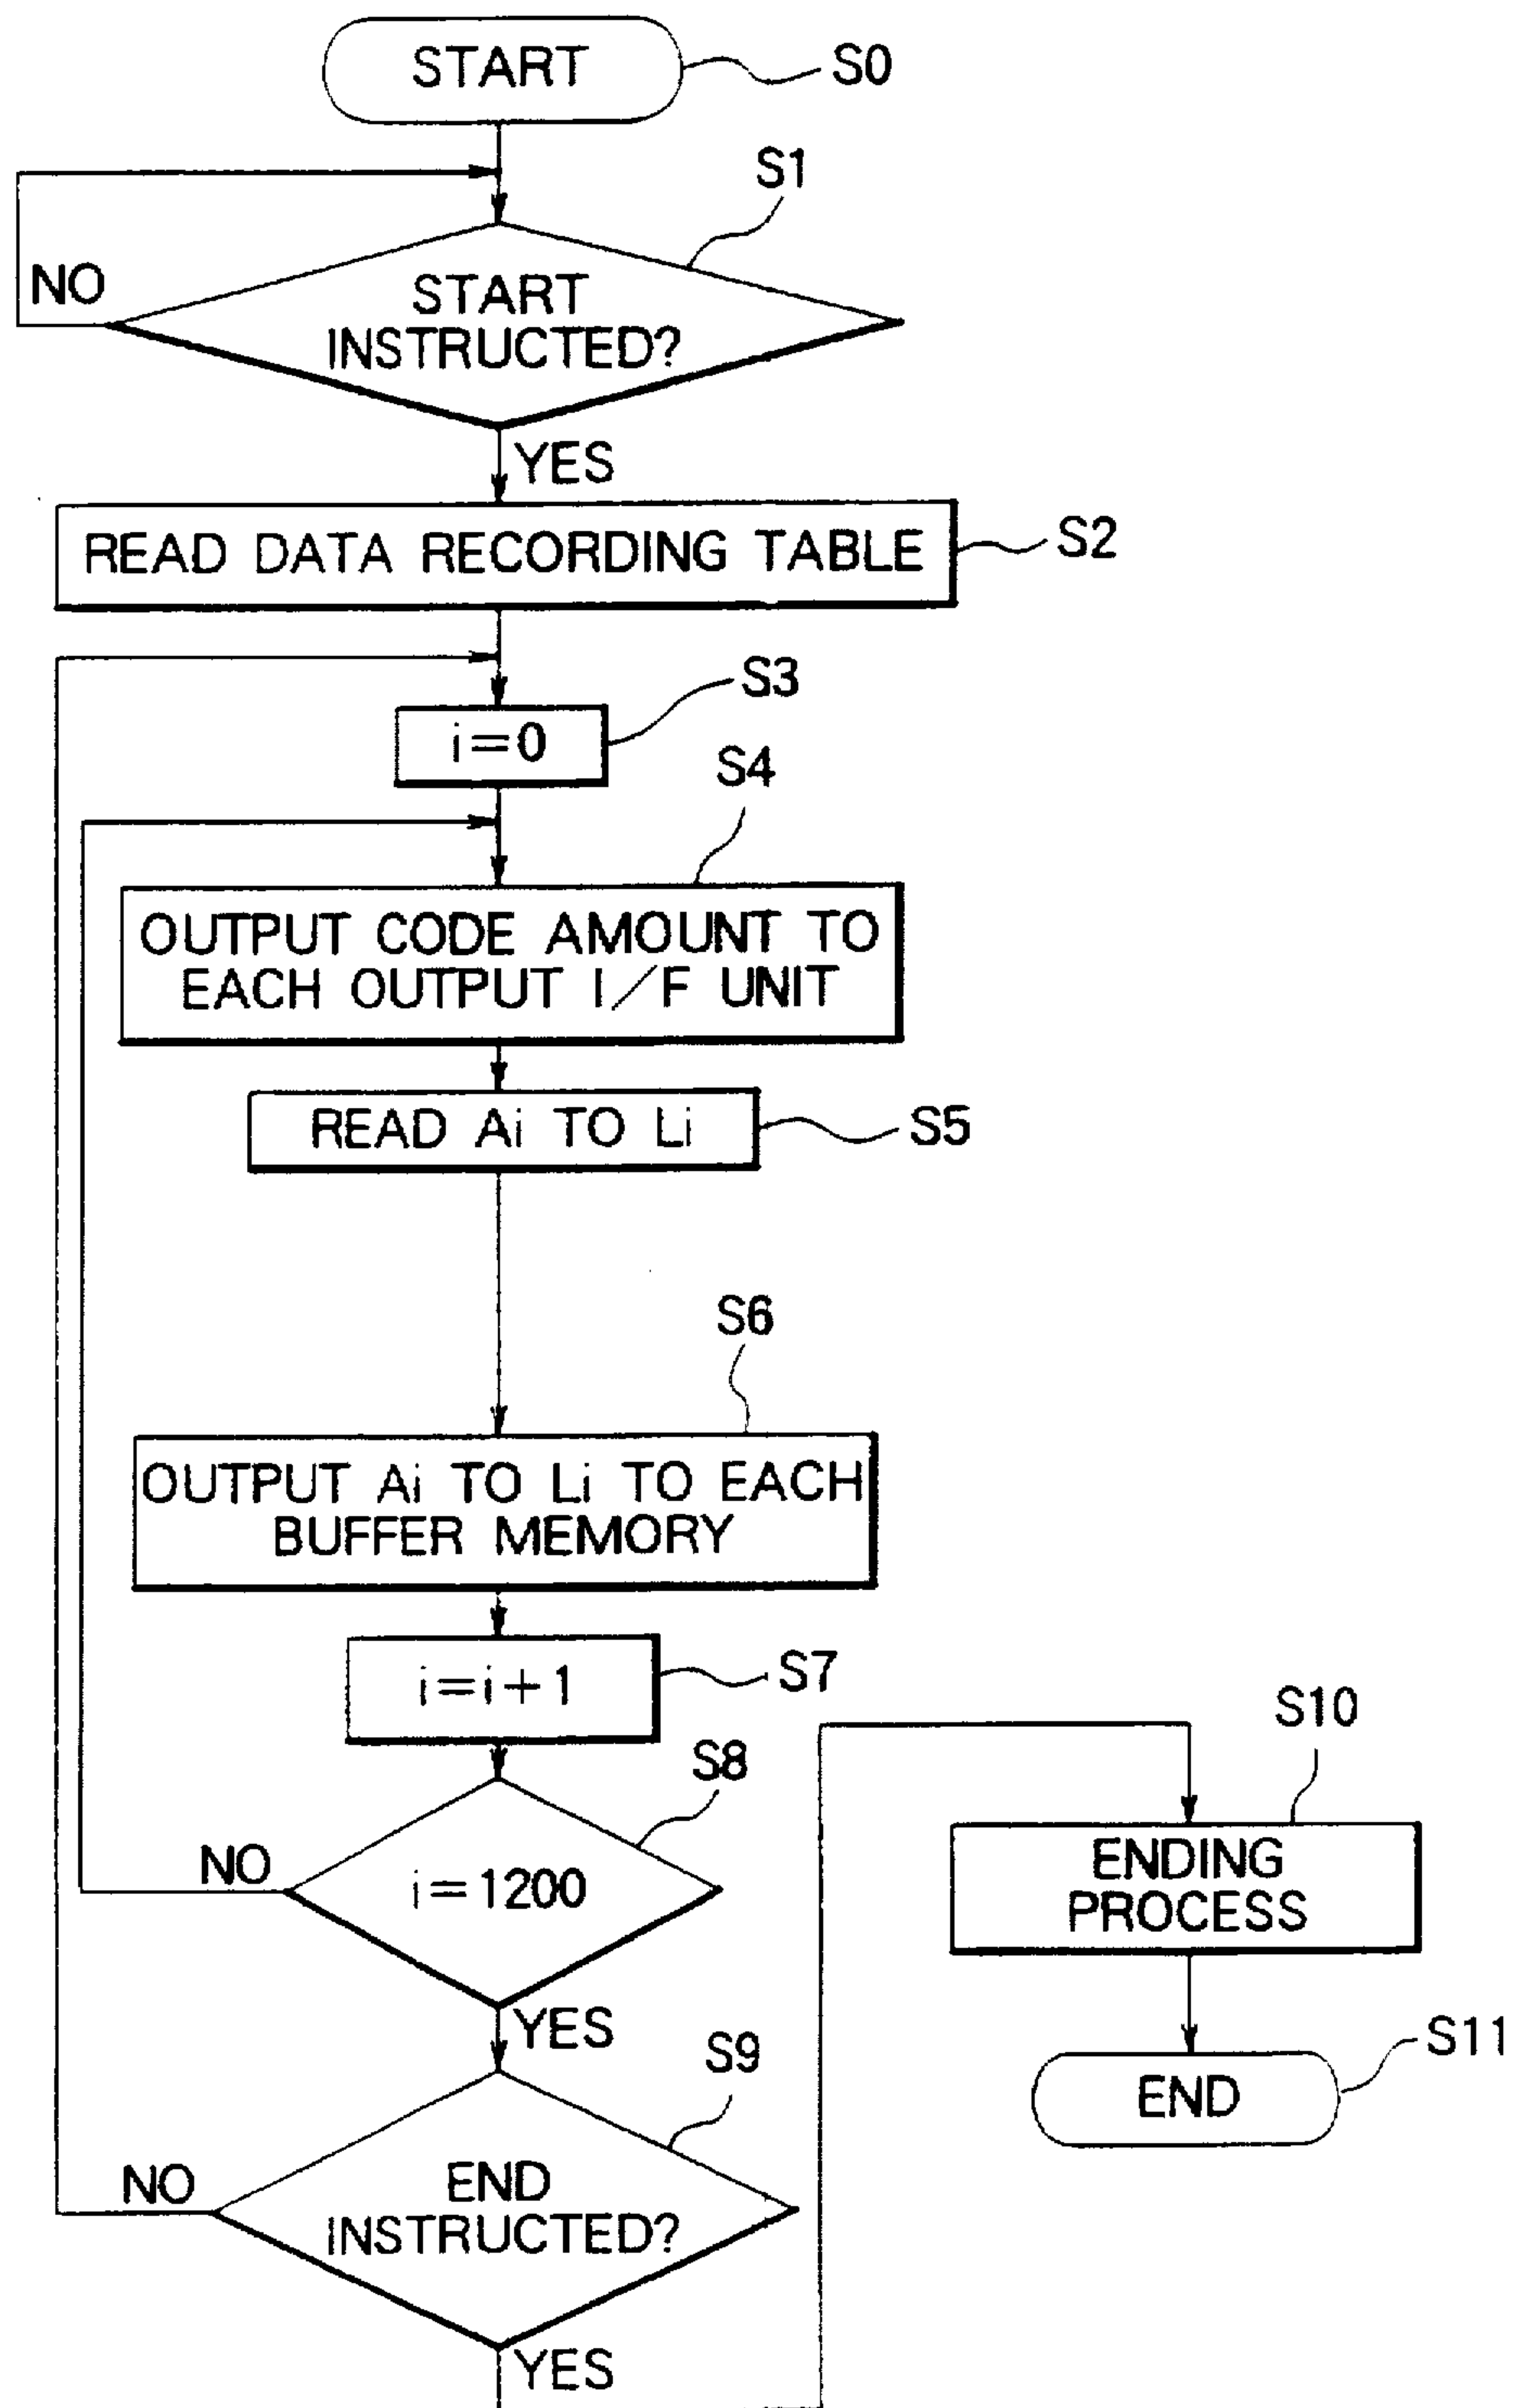 START
S0
S1
NO
START
INSTRUCTED?
YES
READ DATA RECORDING TABLE
S2
S3
i=0
S4
OUTPUT CODE AMOUNT TO
EACH OUTPUT I/F UNIT
READ Ai TO Li
S5
S6
OUTPUT Ai TO Li TO EACH
BUFFER MEMORY
i=i+1
S7
S8
NO
i=1200
YES
S9
NO
END
INSTRUCTED?
YES
S10
ENDING
PROCESS
S11
END